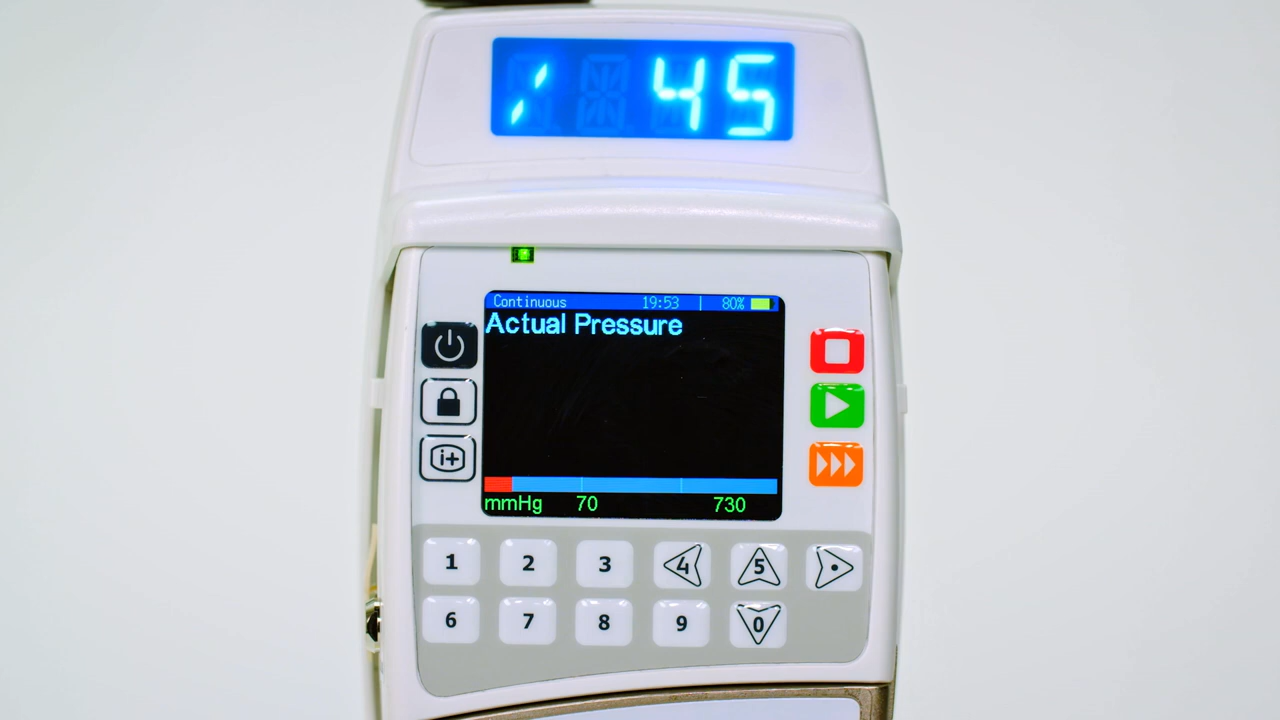 / 45
Continuous 19:53 | 80%
Actual Pressure
i+
mmHg 70 730
1 2 3 4 5
6 7 8 9 0